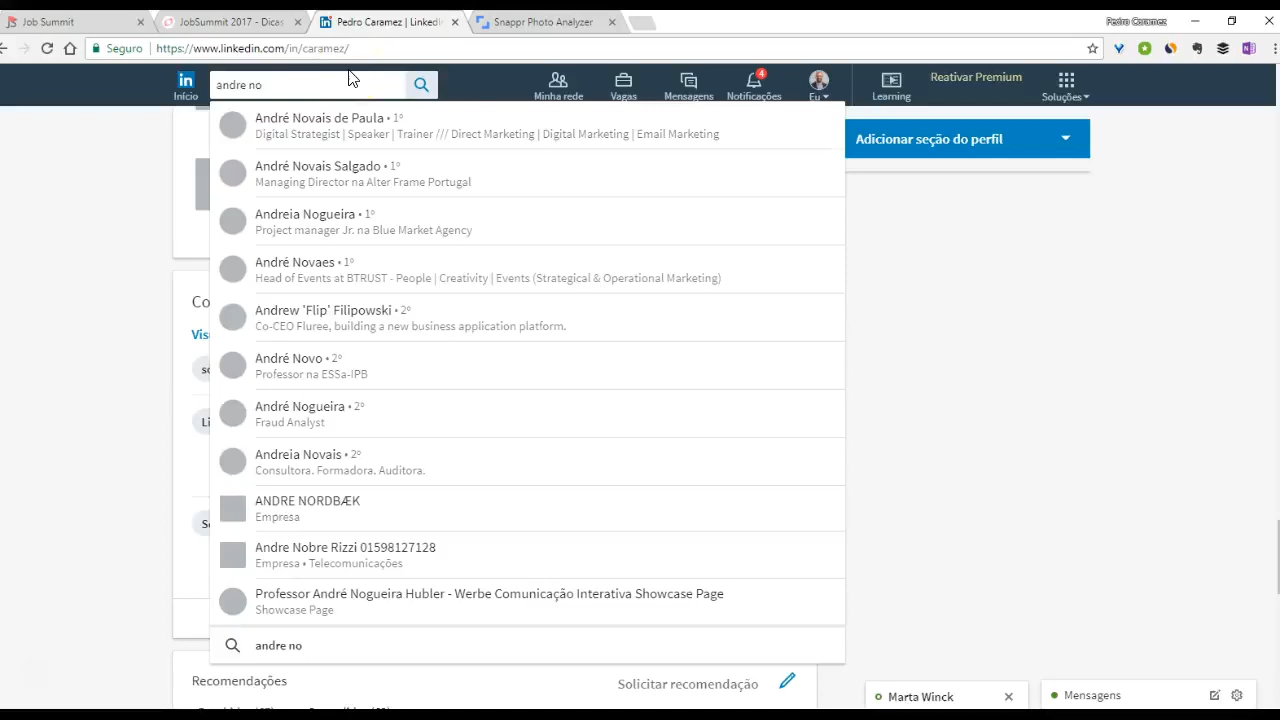 Job Summit
JobSummit 2017 - Dicas
Pedro Caramez | LinkedIn
Snappr Photo Analyzer
Pedro Caramez
Seguro
https://www.linkedin.com/in/caramez/
in
Início
andre no
Minha rede
Vagas
Mensagens
4
Notificações
Eu
Learning
Reativar Premium
Soluções
André Novais de Paula • 1º
Digital Strategist | Speaker | Trainer /// Direct Marketing | Digital Marketing | Email Marketing
Adicionar seção do perfil
André Novais Salgado • 1º
Managing Director na Alter Frame Portugal
Andreia Nogueira • 1º
Project manager Jr. na Blue Market Agency
André Novaes • 1º
Head of Events at BTRUST - People | Creativity | Events (Strategical & Operational Marketing)
Co
Andrew 'Flip' Filipowski • 2º
Co-CEO Fluree, building a new business application platform.
Vis
André Novo • 2º
Professor na ESSa-IPB
so
André Nogueira • 2º
Fraud Analyst
Li
Andreia Novais • 2º
Consultora. Formadora. Auditora.
ANDRE NORDBÆK
Empresa
So
Andre Nobre Rizzi 01598127128
Empresa • Telecomunicações
Professor André Nogueira Hubler - Werbe Comunicação Interativa Showcase Page
Showcase Page
andre no
Recomendações
Solicitar recomendação
Marta Winck
Mensagens